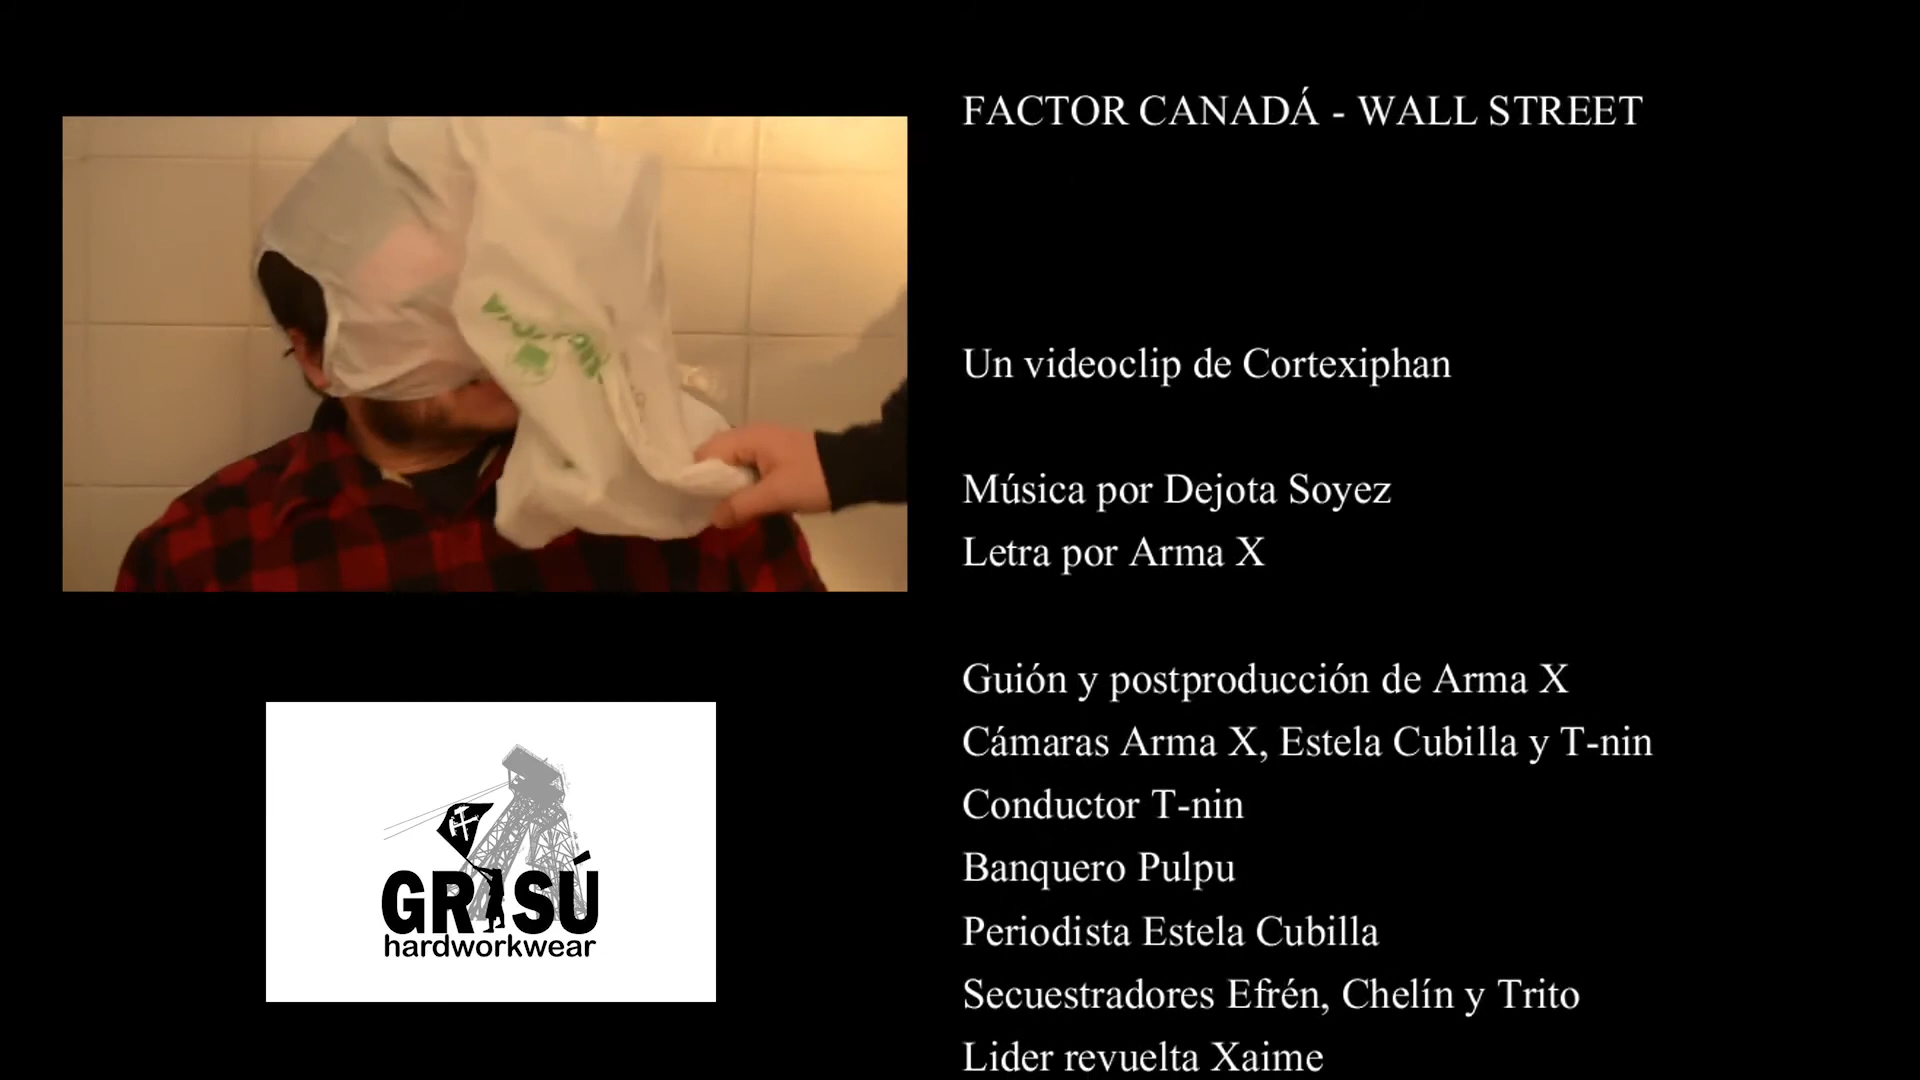 FACTOR CANADÁ - WALL STREET
Un videoclip de Cortexiphan
Música por Dejota Soyez
Letra por Arma X
Guión y postproducción de Arma X
Cámaras Arma X, Estela Cubilla y T-nin
Conductor T-nin
Banquero Pulpu
Periodista Estela Cubilla
Secuestradores Efrén, Chelín y Trito
Lider revuelta Xaime
GRISÚ
hardworkwear